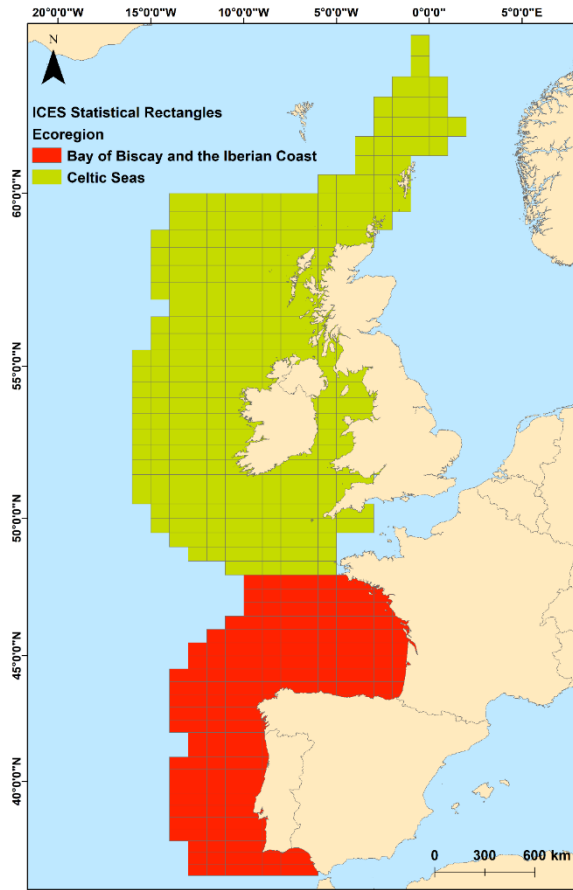 20°0'0"W 15°0'0"W 10°0'0"W 5°0'0"W 0°0'0" 5°0'0"E
N
ICES Statistical Rectangles
Ecoregion
Bay of Biscay and the Iberian Coast
Celtic Seas
60°0'0"N
55°0'0"N
50°0'0"N
45°0'0"N
40°0'0"N
0 300 600 km